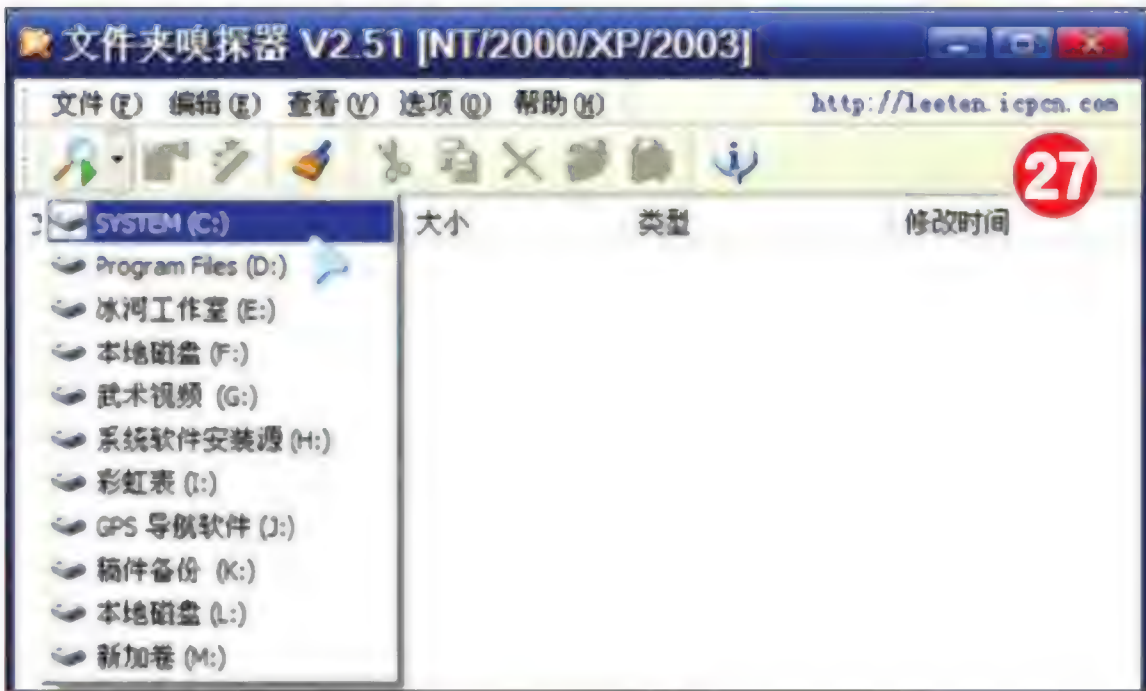 文件夹嗅探器 V2.51 [NT/2000/XP/2003]
文件(F) 编辑(E) 查看(V) 选项(O) 帮助(H) http://leeten.icpcn.com
27
大小 类型 修改时间
SYSTEM (C:)
Program Files (D:)
冰河工作室 (E:)
本地磁盘 (F:)
武术视频 (G:)
系统软件安装源 (H:)
彩虹表 (I:)
GPS 导航软件 (J:)
稿件备份 (K:)
本地磁盘 (L:)
新加卷 (M:)